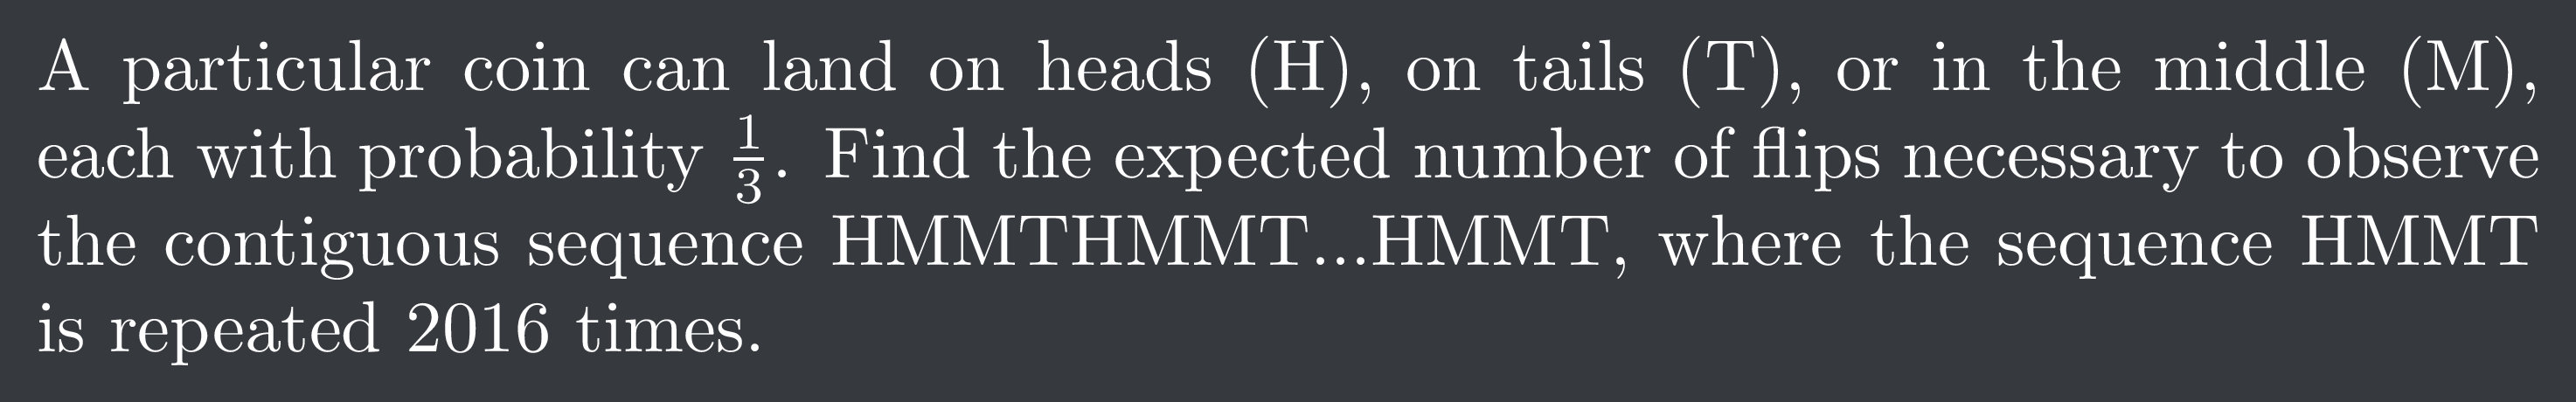 A particular coin can land on heads (H), on tails (T), or in the middle (M),
each with probability $\frac{1}{3}$. Find the expected number of flips necessary to observe
the contiguous sequence HMMTHMMT...HMMT, where the sequence HMMT
is repeated 2016 times.